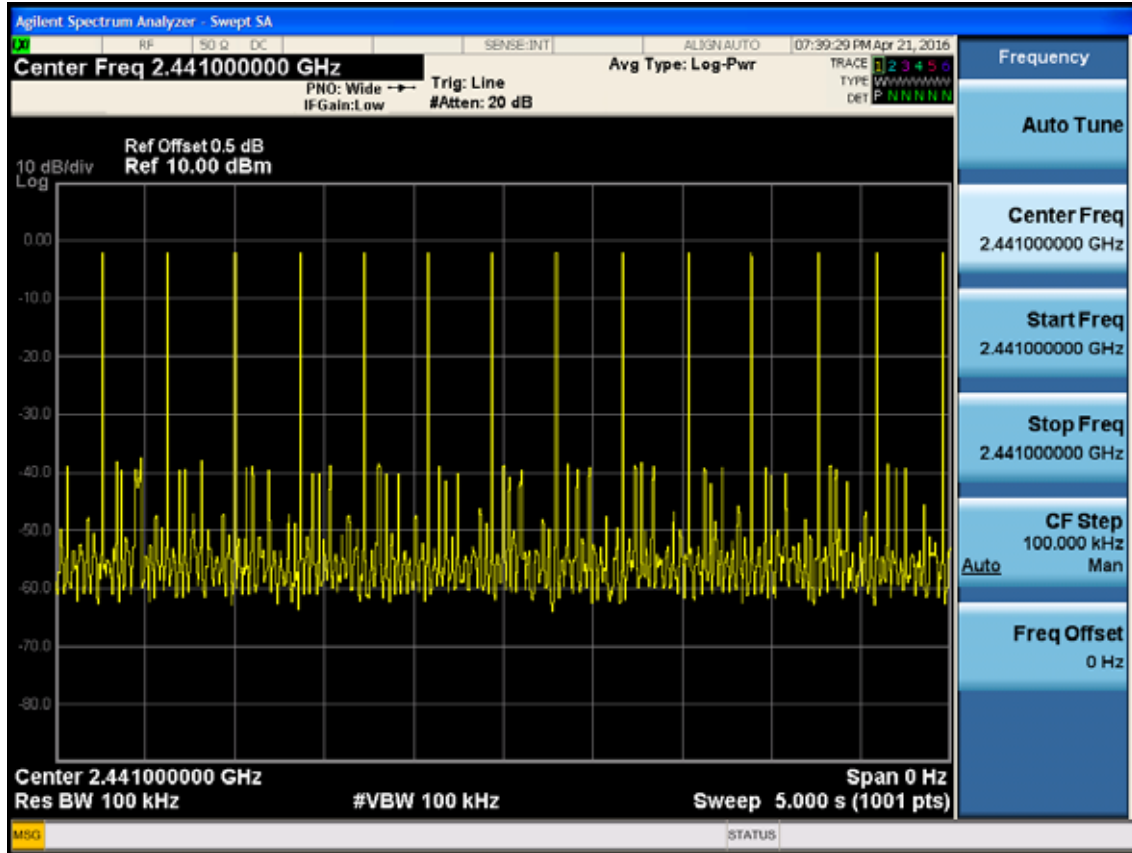 Agilent Spectrum Analyzer - Swept SA
LXI RF 50 Ω DC SENSE:INT ALIGN AUTO 07:39:29 PM Apr 21, 2016
Center Freq 2.441000000 GHz
PNO: Wide
IFGain:Low
Trig: Line
#Atten: 20 dB
Avg Type: Log-Pwr
TRACE 1 2 3 4 5 6
TYPE WWWWWW
DET P N N N N N
Ref Offset 0.5 dB
10 dB/div Ref 10.00 dBm
Log
0.00
-10.0
-20.0
-30.0
-40.0
-50.0
-60.0
-70.0
-80.0
Center 2.441000000 GHz Span 0 Hz
Res BW 100 kHz #VBW 100 kHz Sweep 5.000 s (1001 pts)
MSG STATUS
Frequency
Auto Tune
Center Freq
2.441000000 GHz
Start Freq
2.441000000 GHz
Stop Freq
2.441000000 GHz
CF Step
100.000 kHz
Auto Man
Freq Offset
0 Hz